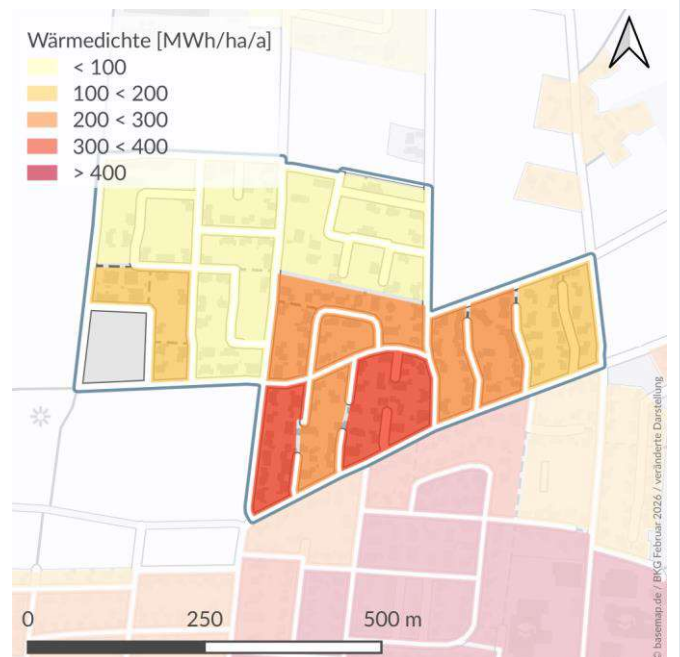 Wärmedichte [MWh/ha/a]
< 100
100 < 200
200 < 300
300 < 400
> 400
© basemap.de / BKG Februar 2026 / veränderte Darstellung
0 250 500 m